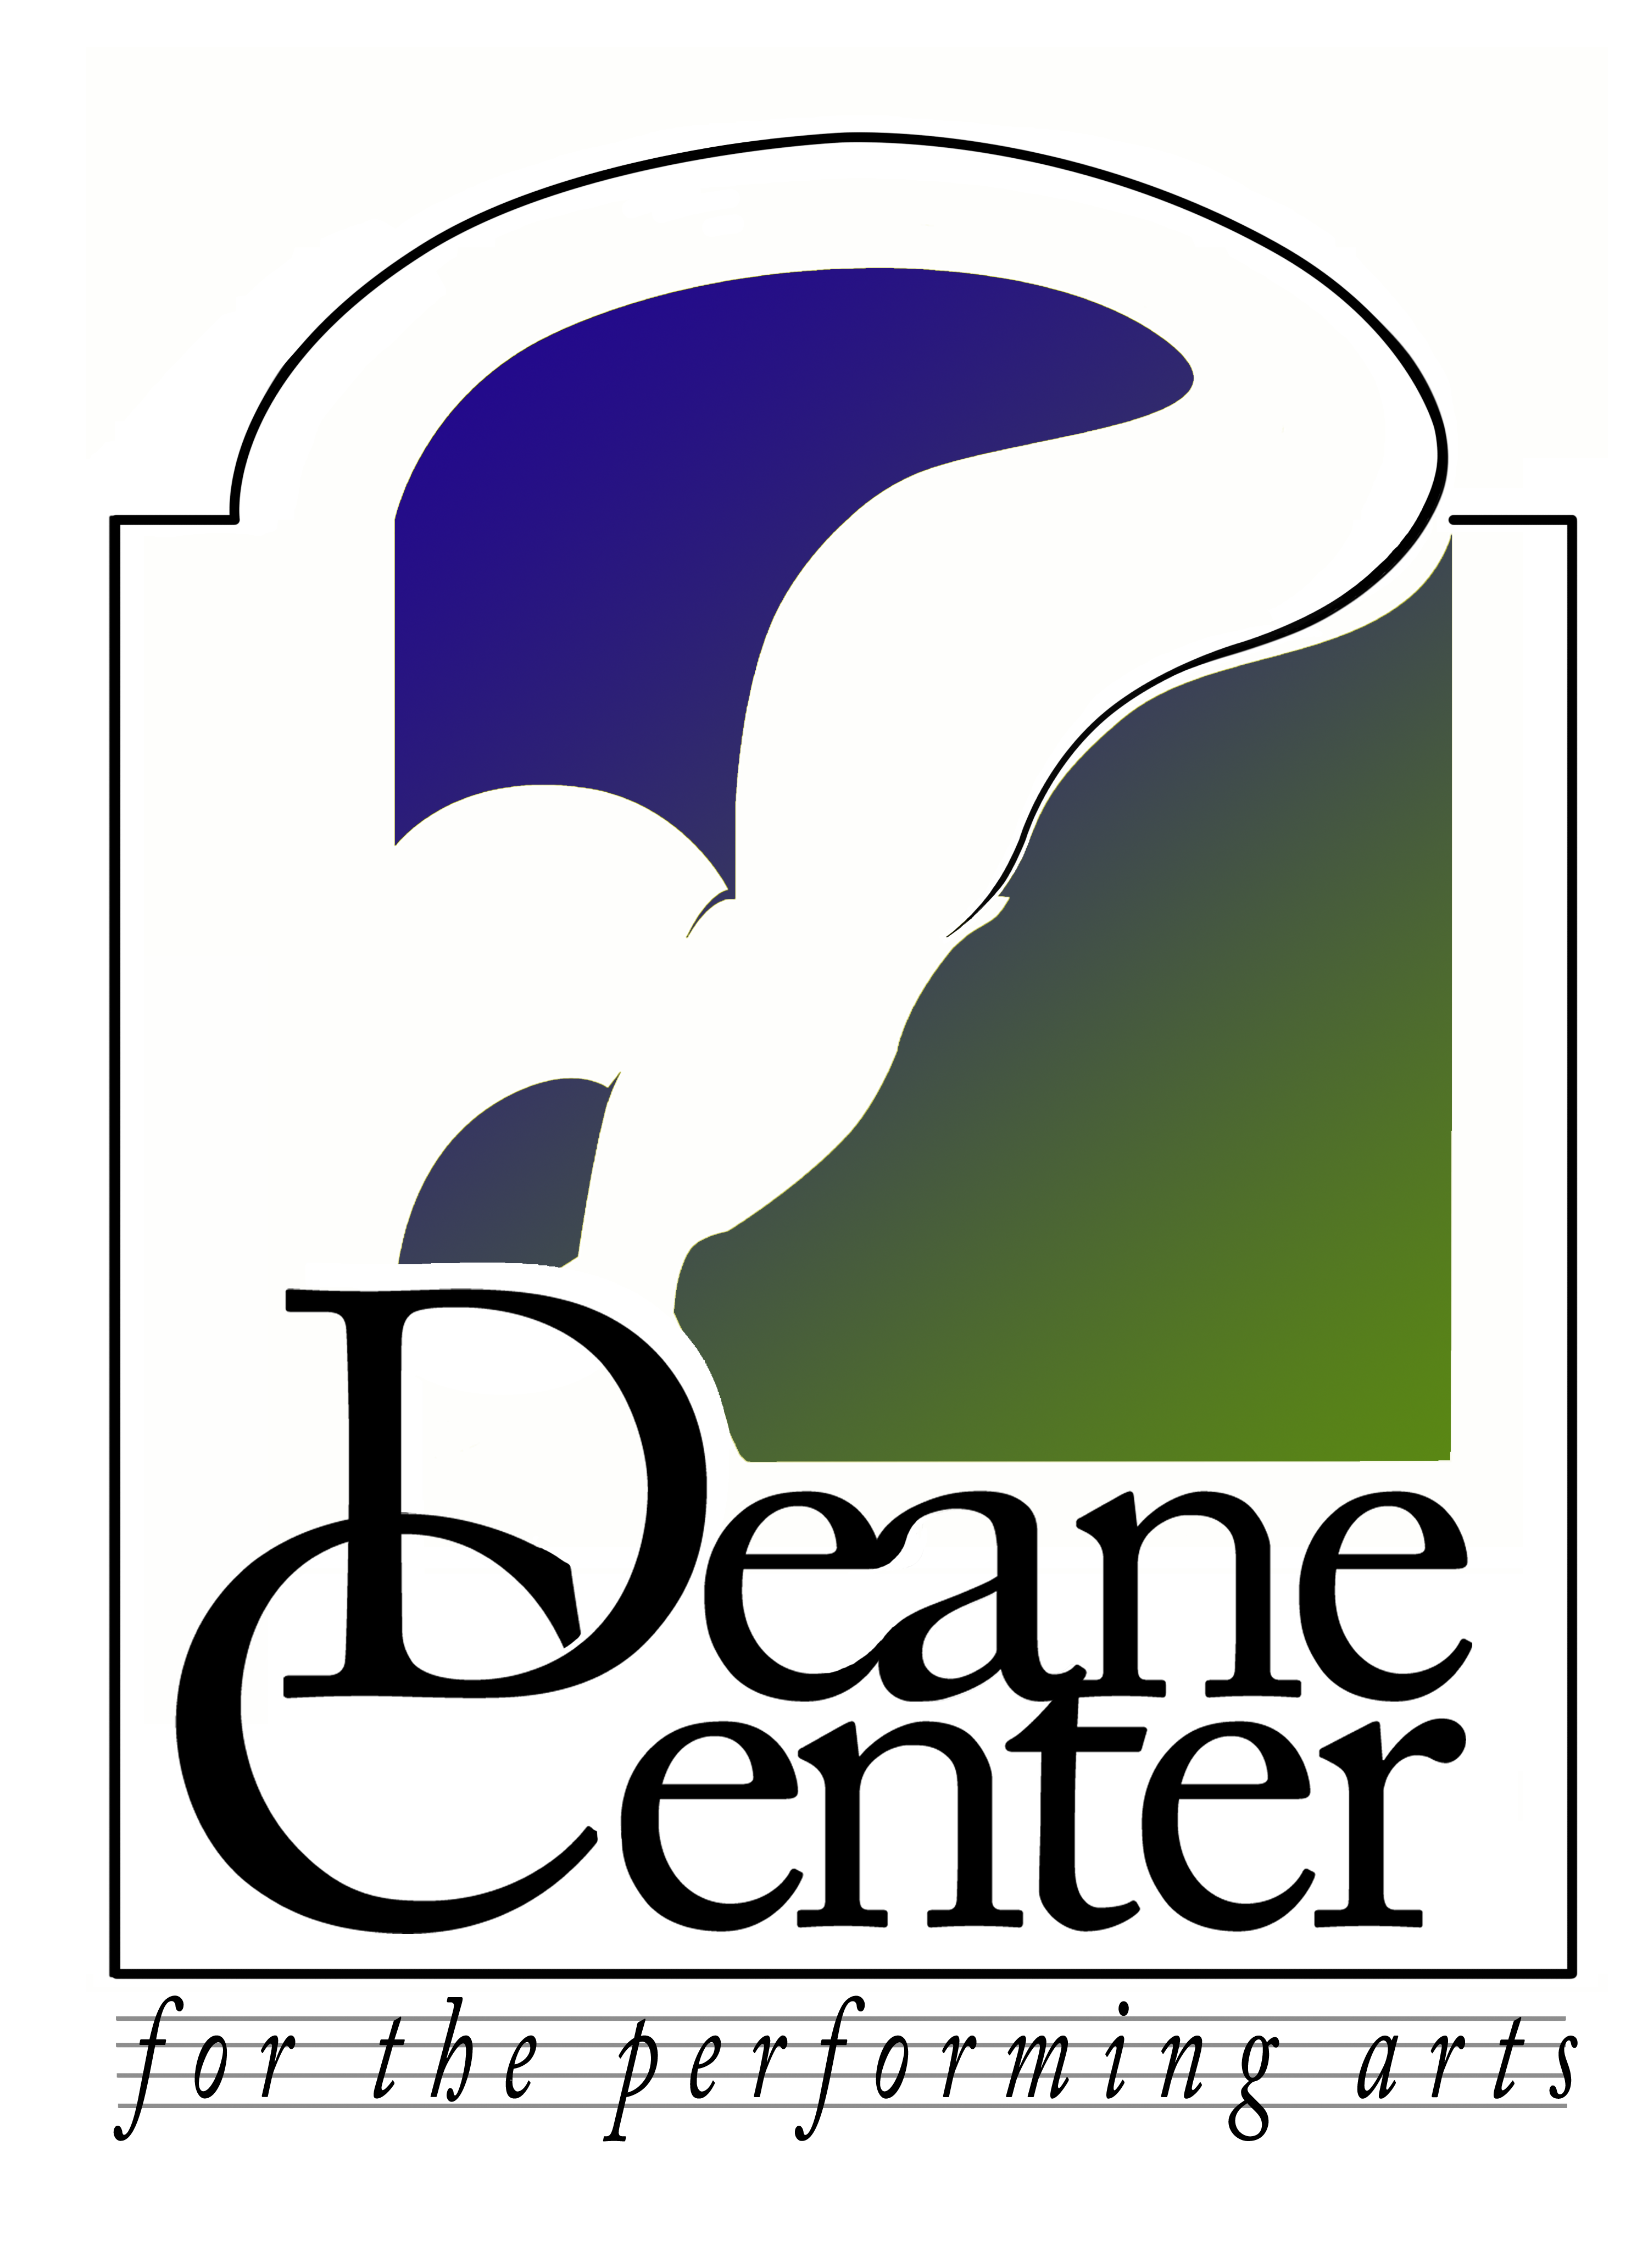 Deane
Center
for the performing arts